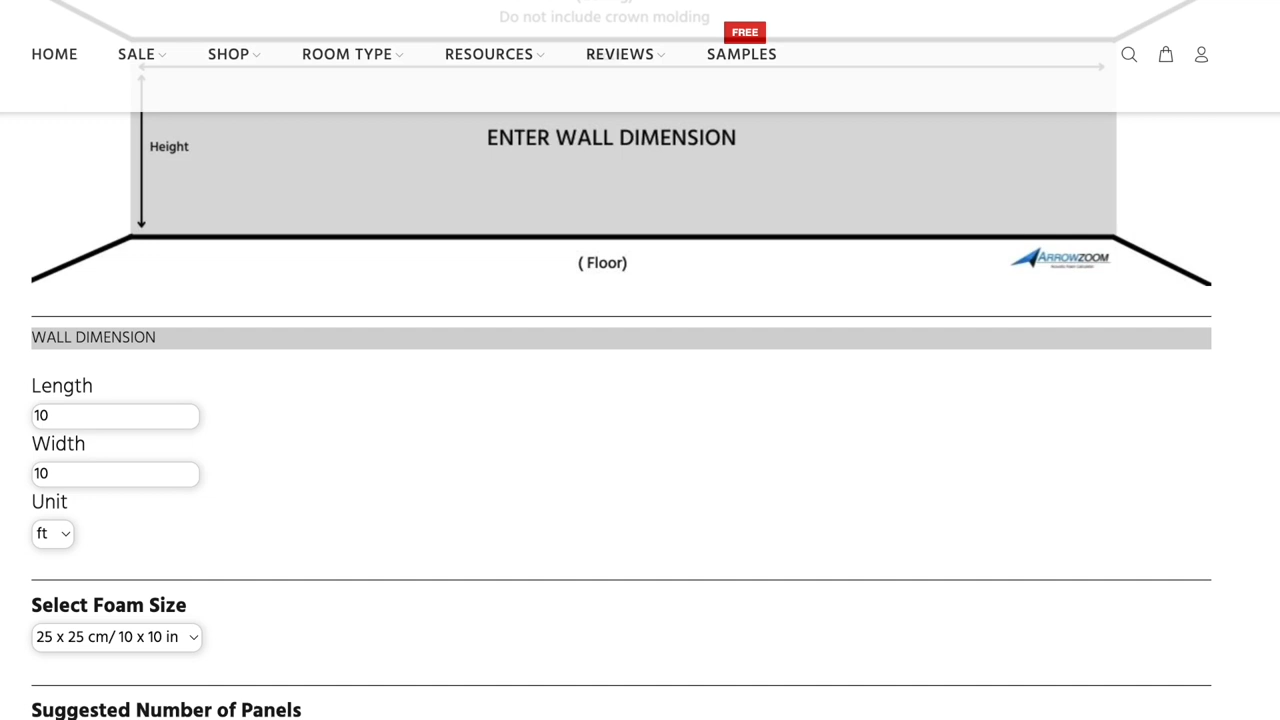 Do not include crown molding
FREE
HOME SALE SHOP ROOM TYPE RESOURCES REVIEWS SAMPLES
ENTER WALL DIMENSION
Height
( Floor)
ARROWZOOM
WALL DIMENSION
Length
10
Width
10
Unit
ft
Select Foam Size
25 x 25 cm/ 10 x 10 in
Suggested Number of Panels